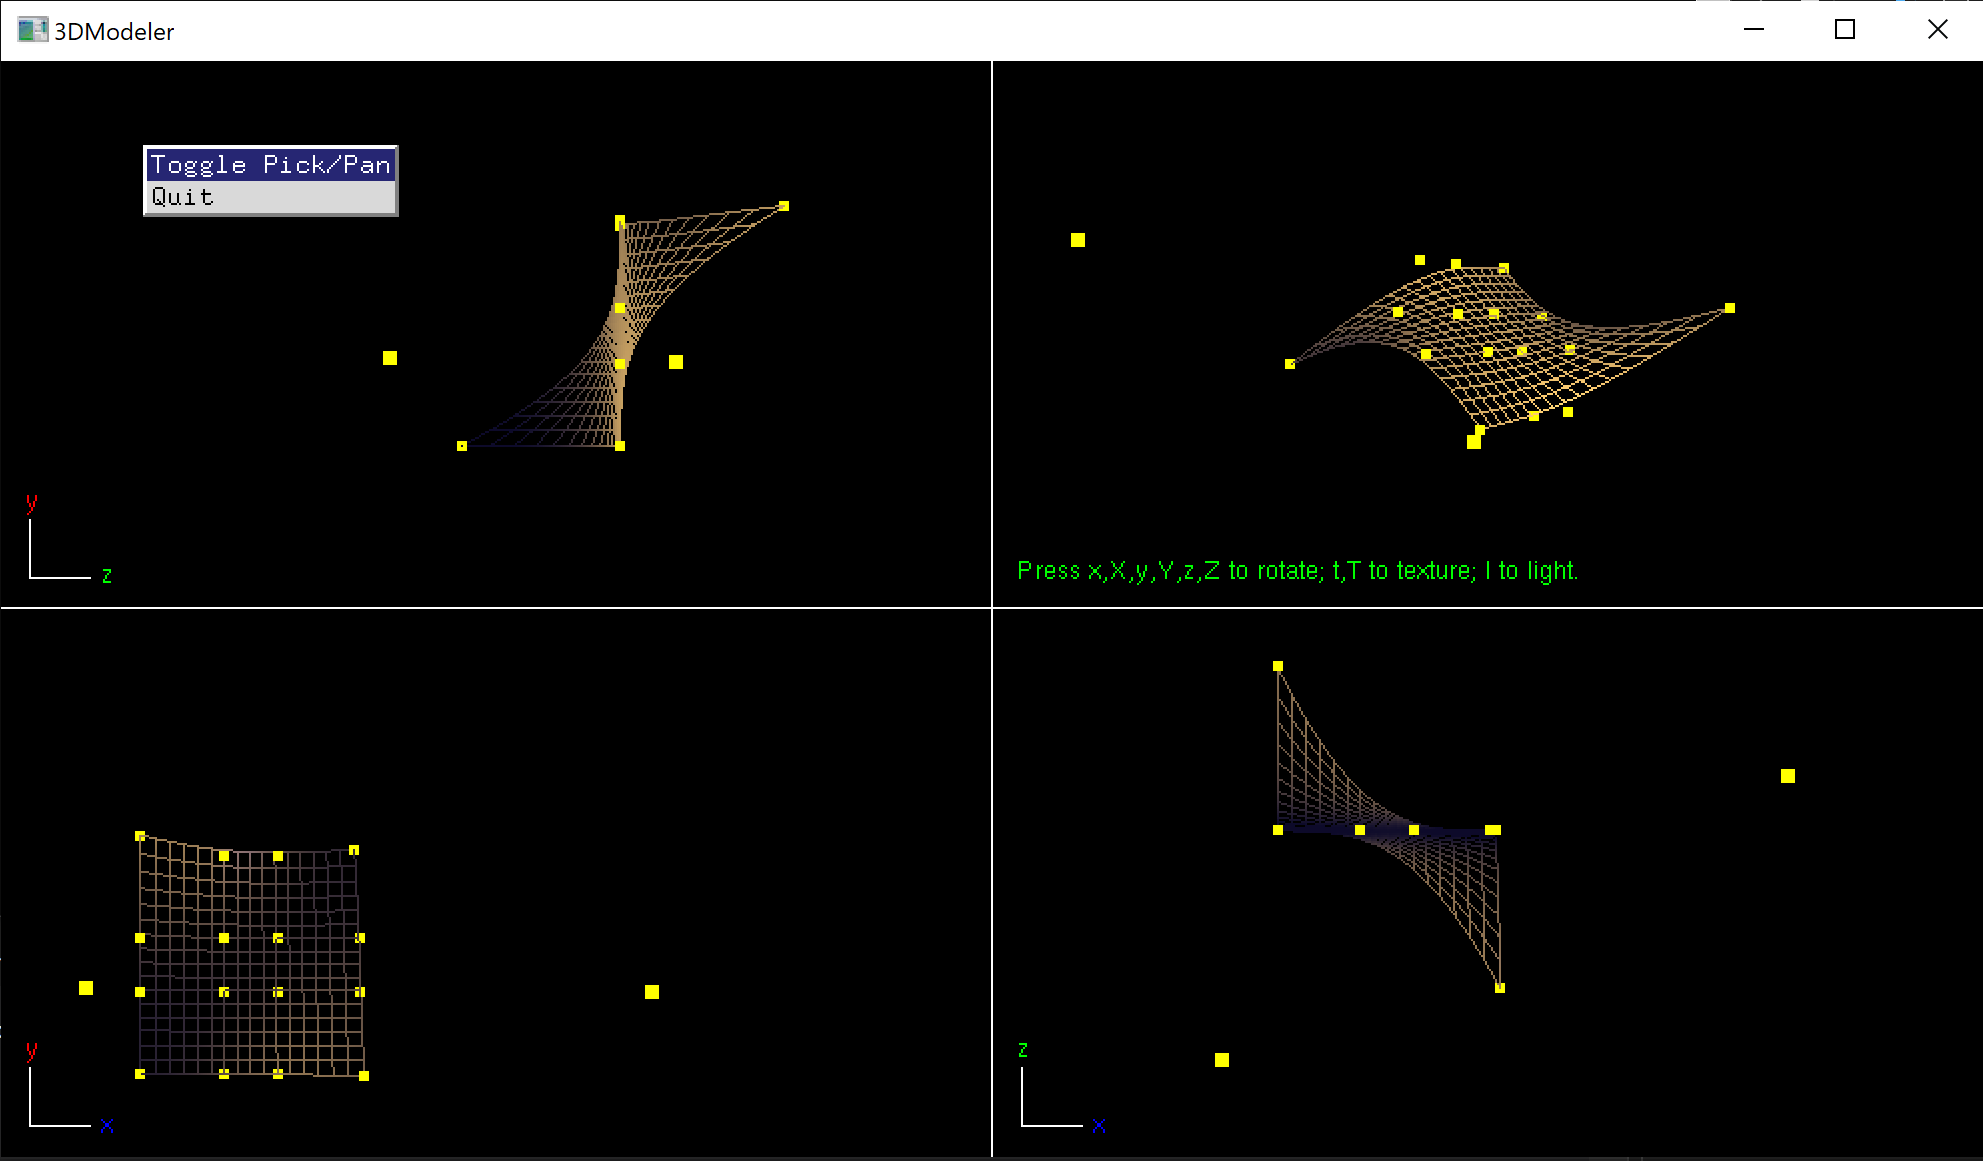 3DModeler
Toggle Pick/Pan
Quit
y
z
Press x,X,y,Y,z,Z to rotate; t,T to texture; l to light.
y
x
z
x